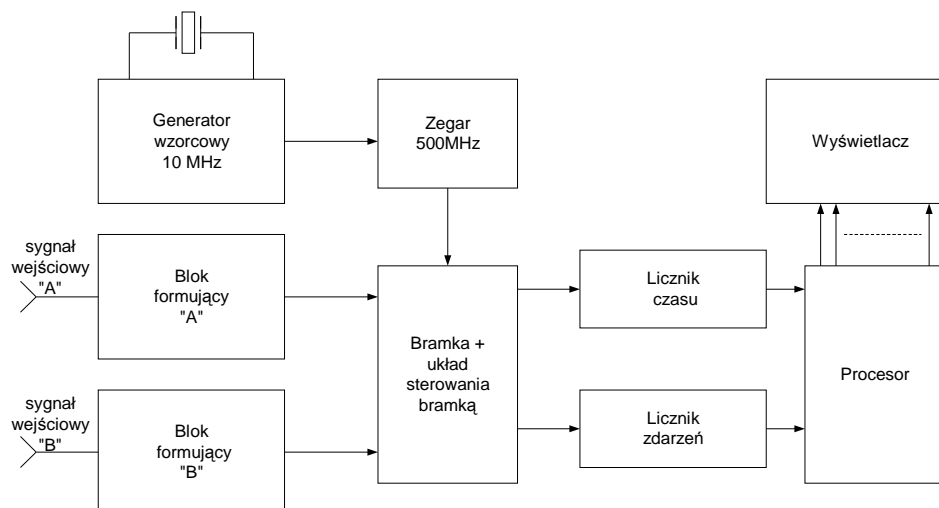 Generator
wzorcowy
10 MHz
Zegar
500MHz
Wyświetlacz
sygnał
wejściowy
"A"
Blok
formujący
"A"
Licznik
czasu
Bramka +
układ
sterowania
bramką
Procesor
sygnał
wejściowy
"B"
Blok
formujący
"B"
Licznik
zdarzeń